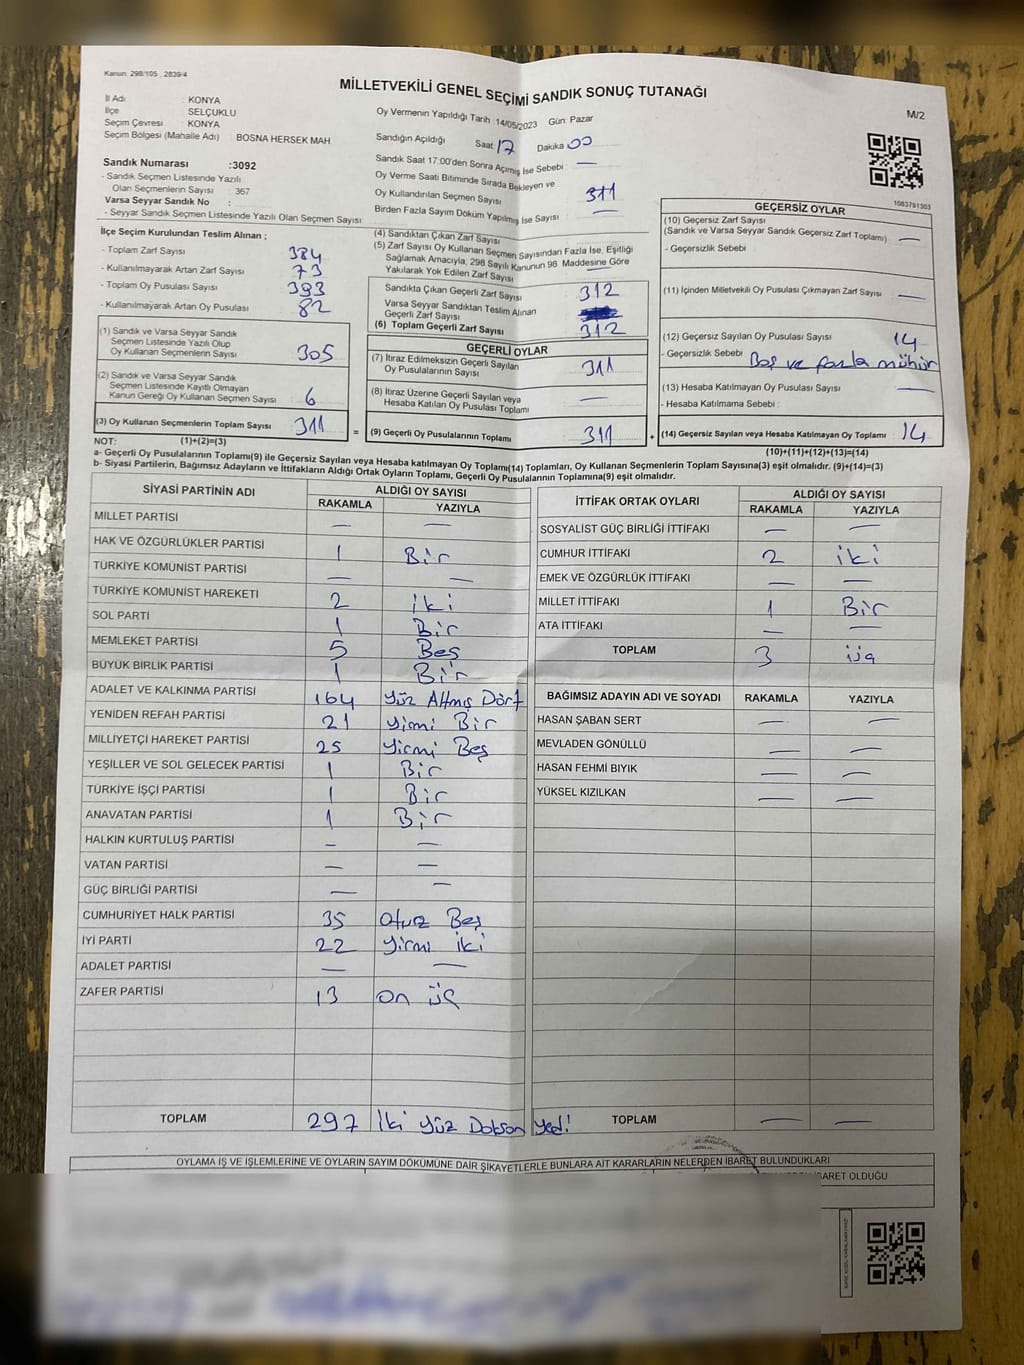 Kanun: 298/105 , 2839/4
MİLLETVEKİLİ GENEL SEÇİMİ SANDIK SONUÇ TUTANAĞI
M/2
İl Adı : KONYA
İlçe : SELÇUKLU
Seçim Çevresi : KONYA
Seçim Bölgesi (Mahalle Adı) : BOSNA HERSEK MAH
Sandık Numarası :3092
- Sandık Seçmen Listesinde Yazılı
Olan Seçmenlerin Sayısı : 367
Varsa Seyyar Sandık No :
- Seyyar Sandık Seçmen Listesinde Yazılı Olan Seçmen Sayısı:
Oy Vermenin Yapıldığı Tarih : 14/05/2023 Gün: Pazar
Sandığın Açıldığı Saat 17 Dakika 00
Sandık Saat 17:00'den Sonra Açılmış İse Sebebi : —
Oy Verme Saati Bitiminde Sırada Bekleyen ve
Oy Kullandırılan Seçmen Sayısı 311
Birden Fazla Sayım Döküm Yapılmış İse Sayısı —
1083791303
İlçe Seçim Kurulundan Teslim Alınan ;
- Toplam Zarf Sayısı 384
- Kullanılmayarak Artan Zarf Sayısı 73
- Toplam Oy Pusulası Sayısı 393
- Kullanılmayarak Artan Oy Pusulası 82
(1) Sandık ve Varsa Seyyar Sandık
Seçmen Listesinde Yazılı Olup
Oy Kullanan Seçmenlerin Sayısı 305
(2) Sandık ve Varsa Seyyar Sandık
Seçmen Listesinde Kayıtlı Olmayan
Kanun Gereği Oy Kullanan Seçmen Sayısı 6
(3) Oy Kullanan Seçmenlerin Toplam Sayısı 311
(4) Sandıktan Çıkan Zarf Sayısı
(5) Zarf Sayısı Oy Kullanan Seçmen Sayısından Fazla İse, Eşitliği
Sağlamak Amacıyla, 298 Sayılı Kanunun 98. Maddesine Göre
Yakılarak Yok Edilen Zarf Sayısı —
Sandıkta Çıkan Geçerli Zarf Sayısı 312
Varsa Seyyar Sandıktan Teslim Alınan
Geçerli Zarf Sayısı
(6) Toplam Geçerli Zarf Sayısı 312
GEÇERLİ OYLAR
(7) İtiraz Edilmeksizin Geçerli Sayılan
Oy Pusulalarının Sayısı 311
(8) İtiraz Üzerine Geçerli Sayılan veya
Hesaba Katılan Oy Pusulası Toplamı —
= (9) Geçerli Oy Pusulalarının Toplamı 311
GEÇERSİZ OYLAR
(10) Geçersiz Zarf Sayısı
(Sandık ve Varsa Seyyar Sandık Geçersiz Zarf Toplamı) —
- Geçersizlik Sebebi :
(11) İçinden Milletvekili Oy Pusulası Çıkmayan Zarf Sayısı —
(12) Geçersiz Sayılan Oy Pusulası Sayısı 14
- Geçersizlik Sebebi : Boş ve fazla mühür
(13) Hesaba Katılmayan Oy Pusulası Sayısı —
- Hesaba Katılmama Sebebi :
+ (14) Geçersiz Sayılan veya Hesaba Katılmayan Oy Toplamı 14
NOT: (1)+(2)=(3)
(10)+(11)+(12)+(13)=(14)
a- Geçerli Oy Pusulalarının Toplamı(9) ile Geçersiz Sayılan veya Hesaba katılmayan Oy Toplamı(14) Toplamları, Oy Kullanan Seçmenlerin Toplam Sayısına(3) eşit olmalıdır. (9)+(14)=(3)
b- Siyasi Partilerin, Bağımsız Adayların ve İttifakların Aldığı Ortak Oyların Toplamı, Geçerli Oy Pusulalarının Toplamına(9) eşit olmalıdır.
SİYASİ PARTİNİN ADI ALDIĞI OY SAYISI
RAKAMLA YAZIYLA
MİLLET PARTİSİ — —
HAK VE ÖZGÜRLÜKLER PARTİSİ 1 Bir
TÜRKİYE KOMÜNİST PARTİSİ — —
TÜRKİYE KOMÜNİST HAREKETİ 2 iki
SOL PARTİ 1 Bir
MEMLEKET PARTİSİ 5 Beş
BÜYÜK BİRLİK PARTİSİ 1 Bir
ADALET VE KALKINMA PARTİSİ 164 Yüz Altmış Dört
YENİDEN REFAH PARTİSİ 21 Yirmi Bir
MİLLİYETÇİ HAREKET PARTİSİ 25 Yirmi Beş
YEŞİLLER VE SOL GELECEK PARTİSİ 1 Bir
TÜRKİYE İŞÇİ PARTİSİ 1 Bir
ANAVATAN PARTİSİ 1 Bir
HALKIN KURTULUŞ PARTİSİ — —
VATAN PARTİSİ — —
GÜÇ BİRLİĞİ PARTİSİ — —
CUMHURİYET HALK PARTİSİ 35 Otuz Beş
İYİ PARTİ 22 Yirmi iki
ADALET PARTİSİ — —
ZAFER PARTİSİ 13 on üç
TOPLAM 297 İki Yüz Doksan Yedi
İTTİFAK ORTAK OYLARI ALDIĞI OY SAYISI
RAKAMLA YAZIYLA
SOSYALİST GÜÇ BİRLİĞİ İTTİFAKI — —
CUMHUR İTTİFAKI 2 iki
EMEK VE ÖZGÜRLÜK İTTİFAKI — —
MİLLET İTTİFAKI 1 Bir
ATA İTTİFAKI — —
TOPLAM 3 üç
BAĞIMSIZ ADAYIN ADI VE SOYADI RAKAMLA YAZIYLA
HASAN ŞABAN SERT — —
MEVLADEN GÖNÜLLÜ — —
HASAN FEHMİ BIYIK — —
YÜKSEL KIZILKAN — —
TOPLAM — —
OYLAMA İŞ VE İŞLEMLERİNE VE OYLARIN SAYIM DÖKÜMÜNE DAİR ŞİKAYETLERLE BUNLARA AİT KARARLARIN NELERDEN İBARET BULUNDUKLARI
İBARET OLDUĞU